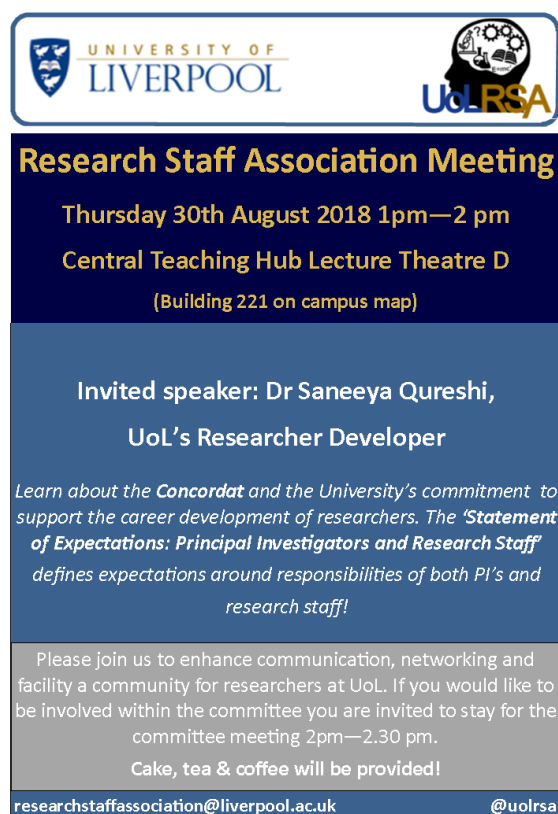 UNIVERSITY OF
LIVERPOOL
UoLRSA
Research Staff Association Meeting
Thursday 30th August 2018 1pm—2 pm
Central Teaching Hub Lecture Theatre D
(Building 221 on campus map)
Invited speaker: Dr Saneeya Qureshi,
UoL’s Researcher Developer
Learn about the Concordat and the University’s commitment to
support the career development of researchers. The ‘Statement
of Expectations: Principal Investigators and Research Staff’
defines expectations around responsibilities of both PI’s and
research staff!
Please join us to enhance communication, networking and
facility a community for researchers at UoL. If you would like to
be involved within the committee you are invited to stay for the
committee meeting 2pm—2.30 pm.
Cake, tea & coffee will be provided!
researchstaffassociation@liverpool.ac.uk @uolrsa